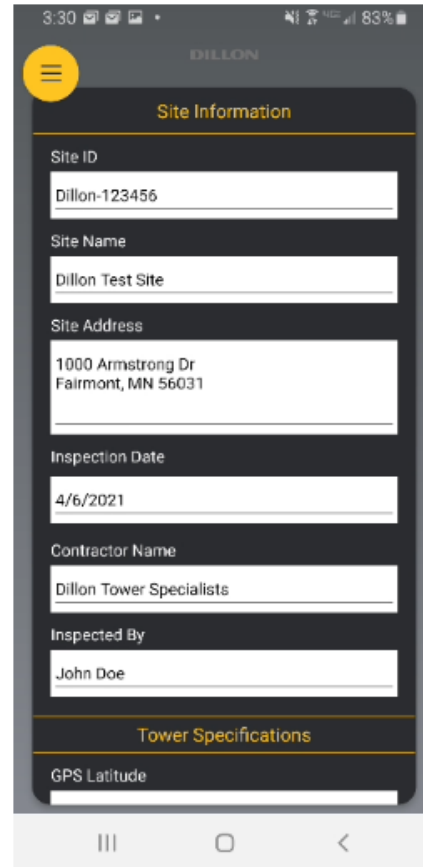 3:30
83%
DILLON
Site Information
Site ID
Dillon-123456
Site Name
Dillon Test Site
Site Address
1000 Armstrong Dr
Fairmont, MN 56031
Inspection Date
4/6/2021
Contractor Name
Dillon Tower Specialists
Inspected By
John Doe
Tower Specifications
GPS Latitude